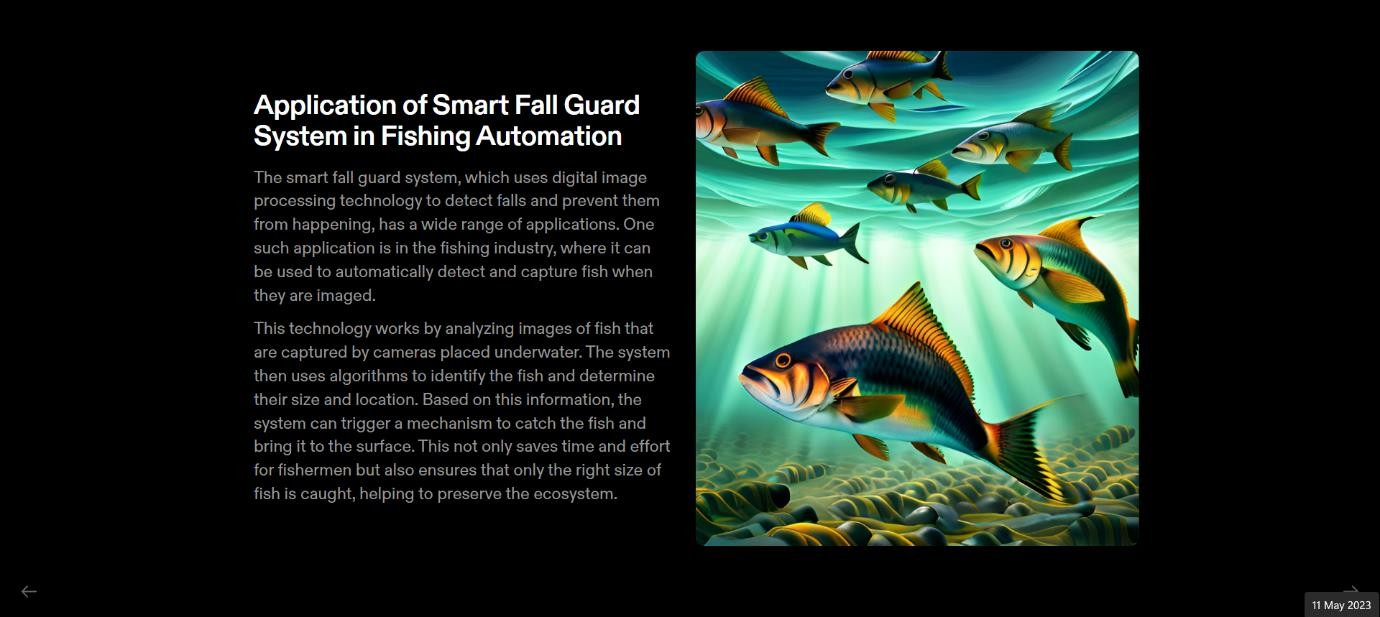 Application of Smart Fall Guard
System in Fishing Automation
The smart fall guard system, which uses digital image
processing technology to detect falls and prevent them
from happening, has a wide range of applications. One
such application is in the fishing industry, where it can
be used to automatically detect and capture fish when
they are imaged.
This technology works by analyzing images of fish that
are captured by cameras placed underwater. The system
then uses algorithms to identify the fish and determine
their size and location. Based on this information, the
system can trigger a mechanism to catch the fish and
bring it to the surface. This not only saves time and effort
for fishermen but also ensures that only the right size of
fish is caught, helping to preserve the ecosystem.
11 May 2023